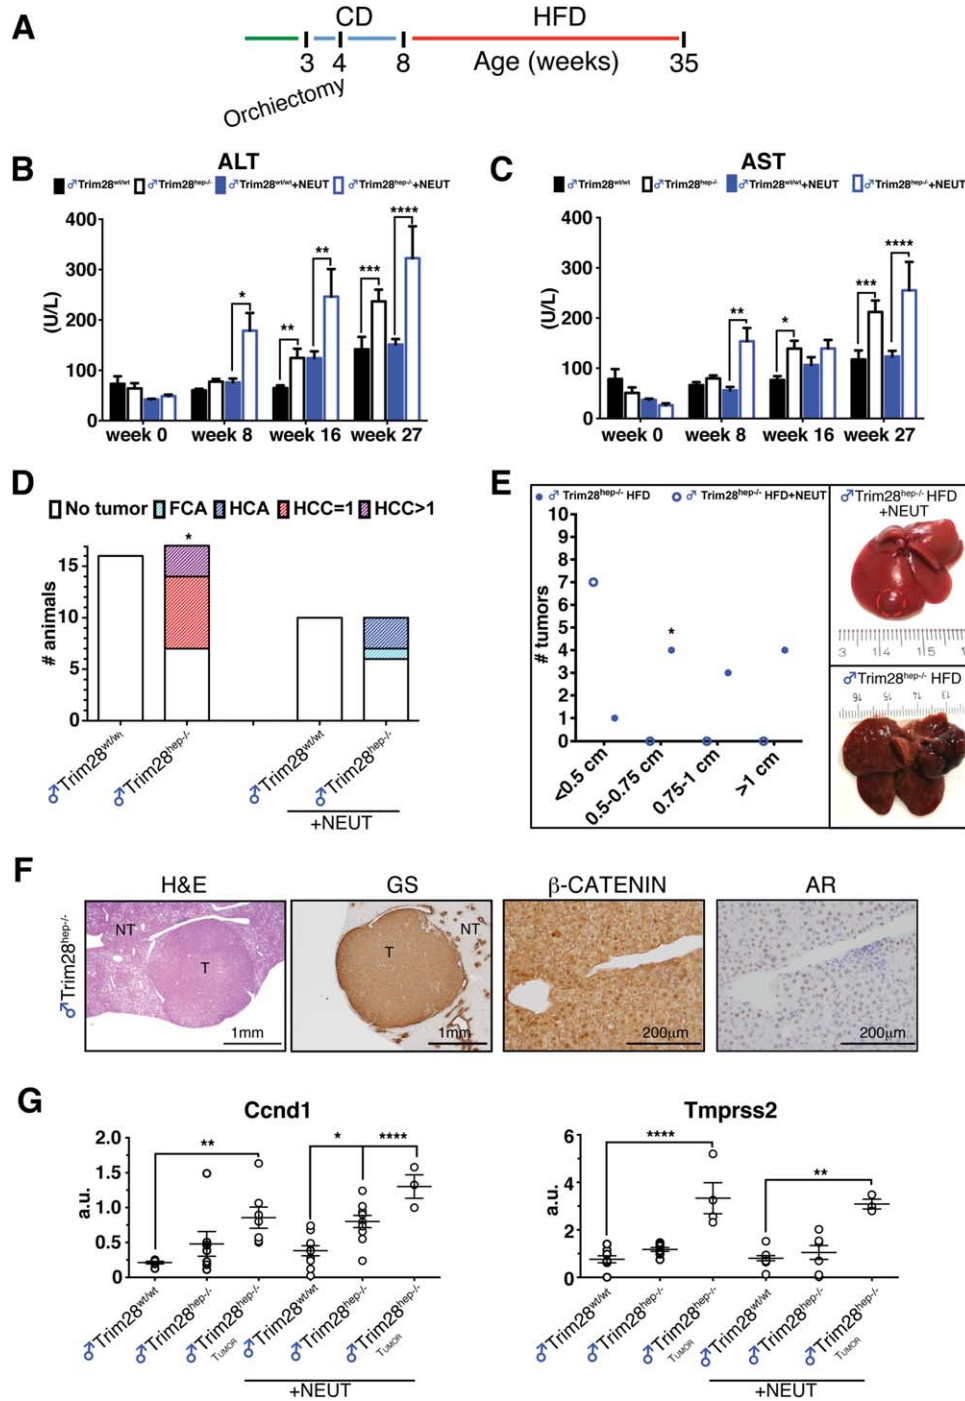 A
CD HFD
3 4 8 Age (weeks) 35
Orchiectomy
B ALT
♂Trim28wt/wt ♂Trim28hep-/- ♂Trim28wt/wt+NEUT ♂Trim28hep-/-+NEUT
(U/L)
400
300
200
100
0
* ** ** *** ****
week 0 week 8 week 16 week 27
C AST
♂Trim28wt/wt ♂Trim28hep-/- ♂Trim28wt/wt+NEUT ♂Trim28hep-/-+NEUT
(U/L)
400
300
200
100
0
** * *** ****
week 0 week 8 week 16 week 27
D
No tumor FCA HCA HCC=1 HCC>1
# animals
15
10
5
0
*
♂Trim28wt/wt ♂Trim28hep-/- ♂Trim28wt/wt ♂Trim28hep-/-
+NEUT
E
♂ Trim28hep-/- HFD ♂ Trim28hep-/- HFD+NEUT
# tumors
10
9
8
7
6
5
4
3
2
1
0
*
<0.5 cm 0.5-0.75 cm 0.75-1 cm >1 cm
♂Trim28hep-/- HFD
+NEUT
3 14 15
♂Trim28hep-/- HFD
16 15 14 13
F
H&E GS β-CATENIN AR
♂Trim28hep-/-
NT T 1mm
T NT 1mm
200μm
200μm
G
Ccnd1
a.u.
2.0
1.5
1.0
0.5
0
** * ****
♂Trim28wt/wt ♂Trim28hep-/- ♂Trim28hep-/- TUMOR ♂Trim28wt/wt ♂Trim28hep-/- ♂Trim28hep-/- TUMOR
+NEUT
Tmprss2
a.u.
6
4
2
0
**** **
♂Trim28wt/wt ♂Trim28hep-/- ♂Trim28hep-/- TUMOR ♂Trim28wt/wt ♂Trim28hep-/- ♂Trim28hep-/- TUMOR
+NEUT